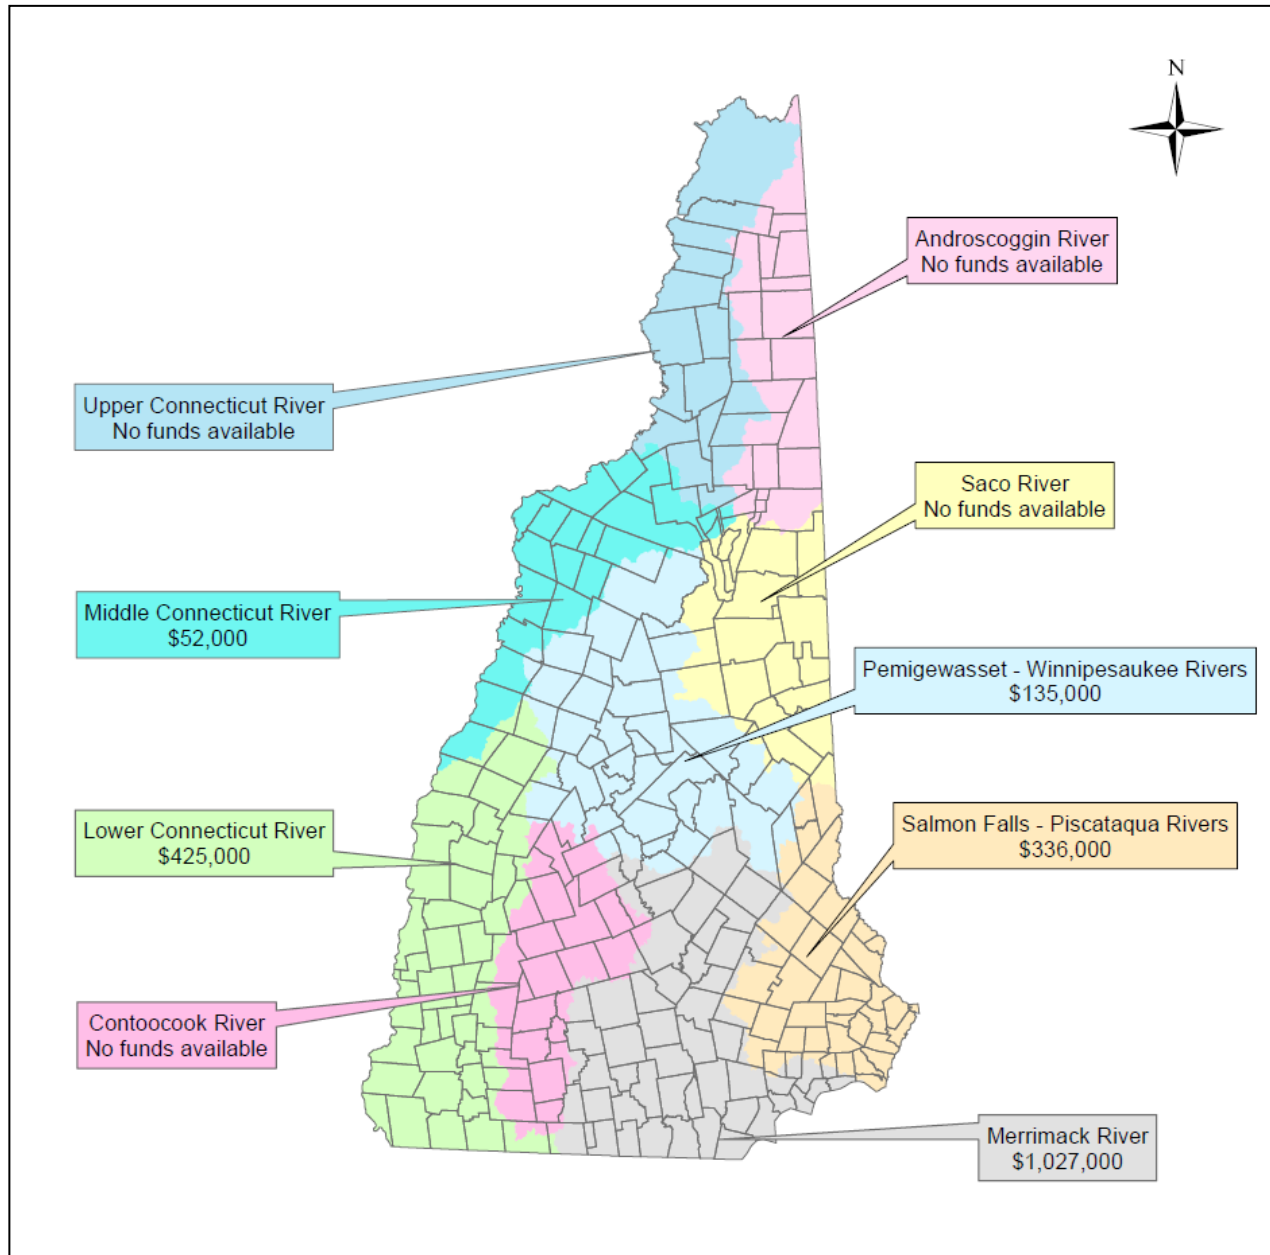 N
Androscoggin River
No funds available
Upper Connecticut River
No funds available
Saco River
No funds available
Middle Connecticut River
$52,000
Pemigewasset - Winnipesaukee Rivers
$135,000
Lower Connecticut River
$425,000
Salmon Falls - Piscataqua Rivers
$336,000
Contoocook River
No funds available
Merrimack River
$1,027,000